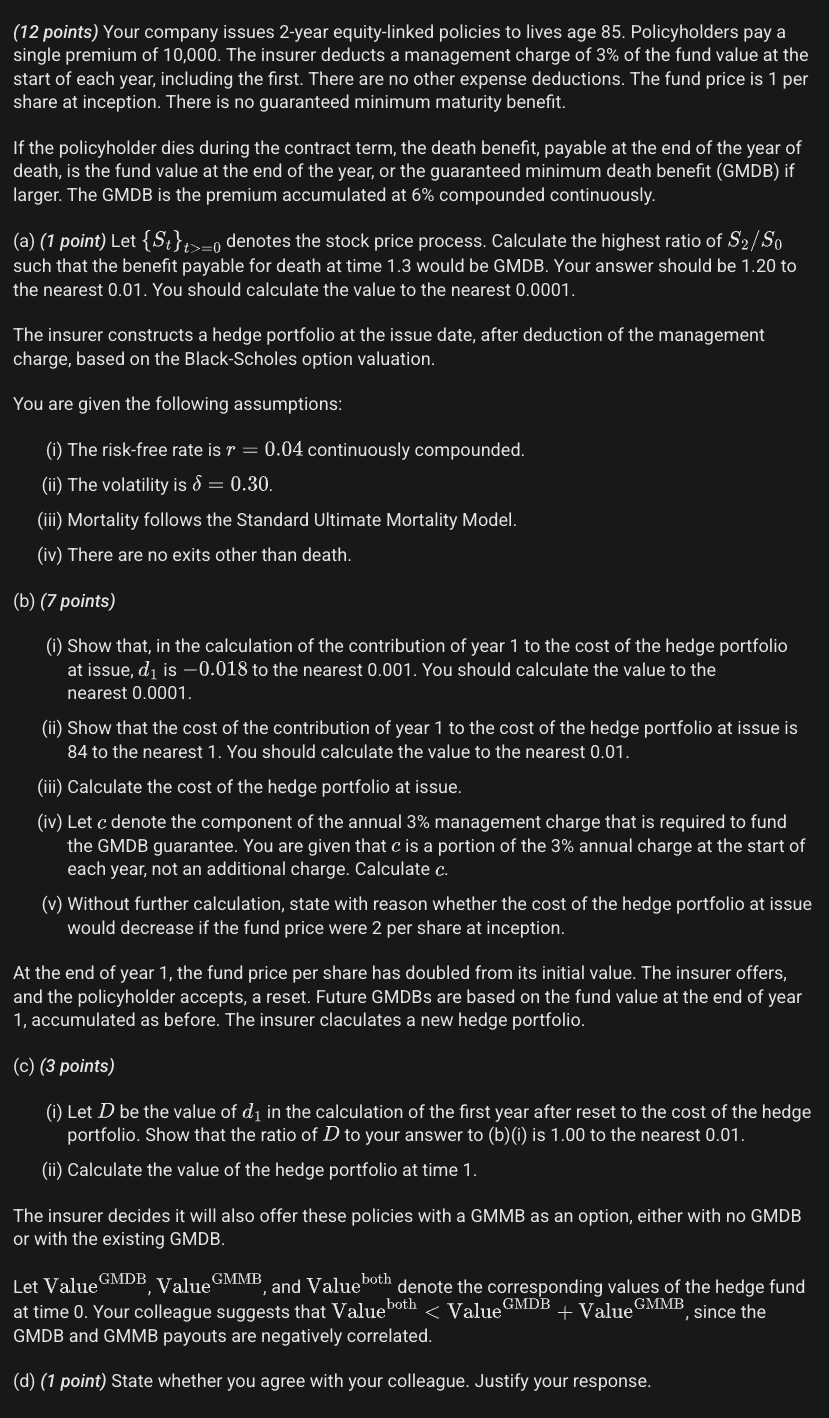 (12 points) Your company issues 2-year equity-linked policies to lives age 85. Policyholders pay a
single premium of 10,000. The insurer deducts a management charge of 3% of the fund value at the
start of each year, including the first. There are no other expense deductions. The fund price is 1 per
share at inception. There is no guaranteed minimum maturity benefit.
If the policyholder dies during the contract term, the death benefit, payable at the end of the year of
death, is the fund value at the end of the year, or the guaranteed minimum death benefit (GMDB) if
larger. The GMDB is the premium accumulated at 6% compounded continuously.
(a) (1 point) Let {S_t}_{t>=0} denotes the stock price process. Calculate the highest ratio of S_2/S_0
such that the benefit payable for death at time 1.3 would be GMDB. Your answer should be 1.20 to
the nearest 0.01. You should calculate the value to the nearest 0.0001.
The insurer constructs a hedge portfolio at the issue date, after deduction of the management
charge, based on the Black-Scholes option valuation.
You are given the following assumptions:
(i) The risk-free rate is r = 0.04 continuously compounded.
(ii) The volatility is δ = 0.30.
(iii) Mortality follows the Standard Ultimate Mortality Model.
(iv) There are no exits other than death.
(b) (7 points)
(i) Show that, in the calculation of the contribution of year 1 to the cost of the hedge portfolio
at issue, d_1 is −0.018 to the nearest 0.001. You should calculate the value to the
nearest 0.0001.
(ii) Show that the cost of the contribution of year 1 to the cost of the hedge portfolio at issue is
84 to the nearest 1. You should calculate the value to the nearest 0.01.
(iii) Calculate the cost of the hedge portfolio at issue.
(iv) Let c denote the component of the annual 3% management charge that is required to fund
the GMDB guarantee. You are given that c is a portion of the 3% annual charge at the start of
each year, not an additional charge. Calculate c.
(v) Without further calculation, state with reason whether the cost of the hedge portfolio at issue
would decrease if the fund price were 2 per share at inception.
At the end of year 1, the fund price per share has doubled from its initial value. The insurer offers,
and the policyholder accepts, a reset. Future GMDBs are based on the fund value at the end of year
1, accumulated as before. The insurer claculates a new hedge portfolio.
(c) (3 points)
(i) Let D be the value of d_1 in the calculation of the first year after reset to the cost of the hedge
portfolio. Show that the ratio of D to your answer to (b)(i) is 1.00 to the nearest 0.01.
(ii) Calculate the value of the hedge portfolio at time 1.
The insurer decides it will also offer these policies with a GMMB as an option, either with no GMDB
or with the existing GMDB.
Let Value^GMDB, Value^GMMB, and Value^both denote the corresponding values of the hedge fund
at time 0. Your colleague suggests that Value^both < Value^GMDB + Value^GMMB, since the
GMDB and GMMB payouts are negatively correlated.
(d) (1 point) State whether you agree with your colleague. Justify your response.